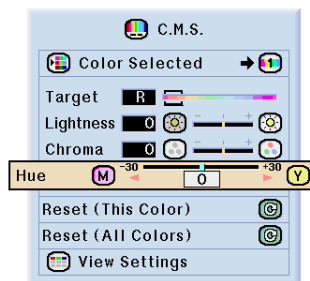 C.M.S.
Color Selected 1
Target R
Lightness 0 - +
Chroma 0 - +
Hue M -30 0 +30 Y
Reset (This Color)
Reset (All Colors)
View Settings